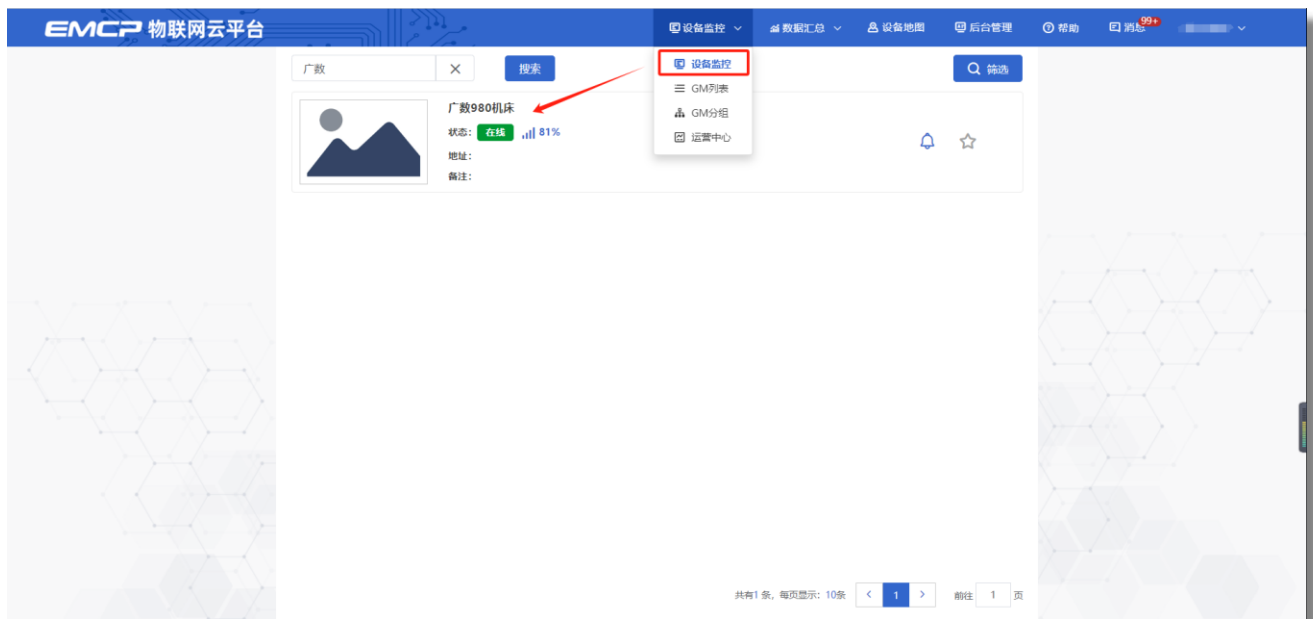 EMCP 物联网云平台
设备监控 数据汇总 设备地图 后台管理 帮助 消息 99+
广数 搜索 设备监控 筛选
GM列表
GM分组
运营中心
广数980机床
状态: 在线 81%
地址:
备注:
共有1 条, 每页显示: 10条 < 1 > 前往 1 页